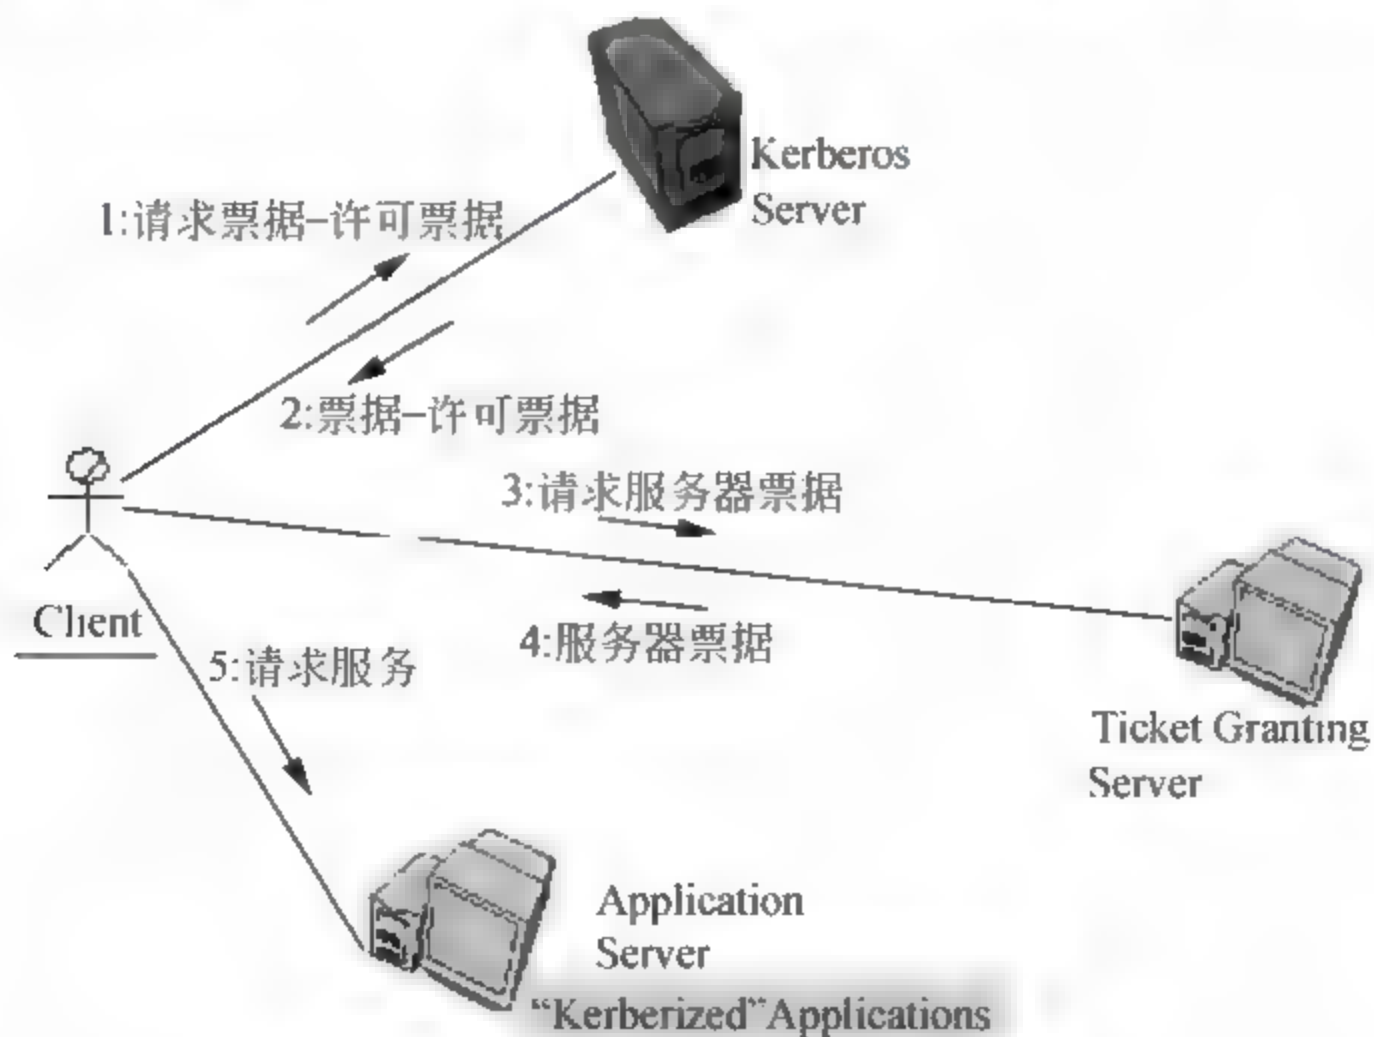 Kerberos
Server
1:请求票据-许可票据
2:票据-许可票据
3:请求服务器票据
Client
4:服务器票据
5:请求服务
Ticket Granting
Server
Application
Server
“Kerberized”Applications